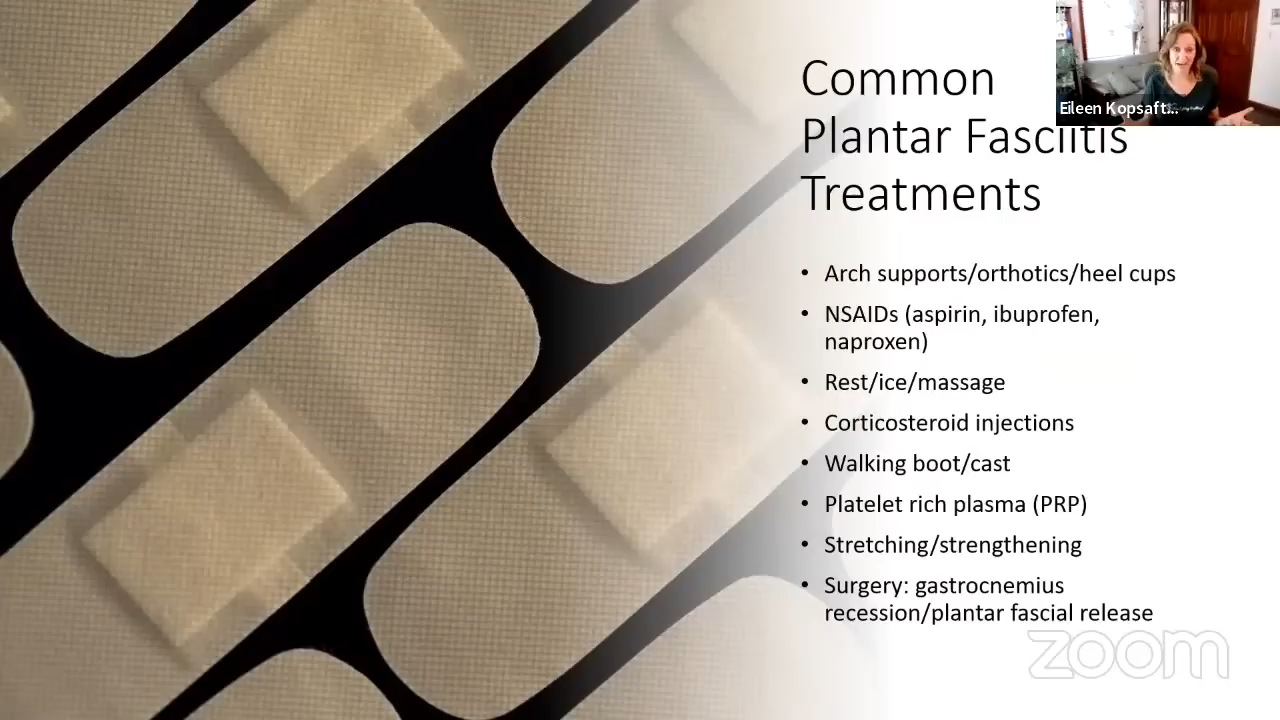 Common
Plantar Fasciitis
Treatments
Eileen Kopsaft...
• Arch supports/orthotics/heel cups
• NSAIDs (aspirin, ibuprofen,
naproxen)
• Rest/ice/massage
• Corticosteroid injections
• Walking boot/cast
• Platelet rich plasma (PRP)
• Stretching/strengthening
• Surgery: gastrocnemius
recession/plantar fascial release
zoom